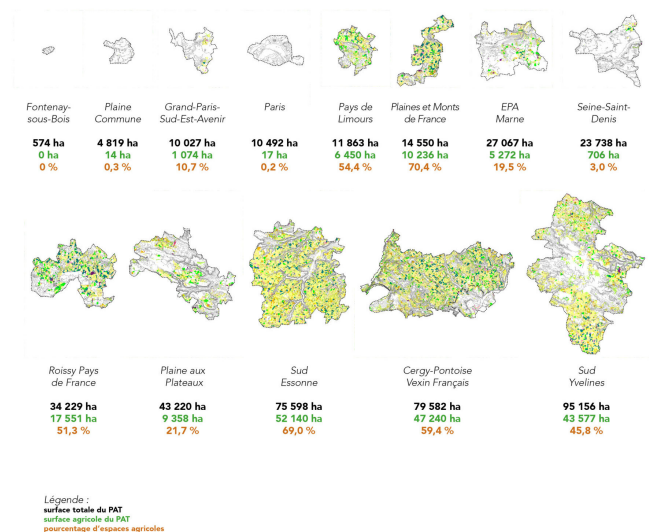 Fontenay-
sous-Bois
574 ha
0 ha
0 %
Plaine
Commune
4 819 ha
14 ha
0,3 %
Grand-Paris-
Sud-Est-Avenir
10 027 ha
1 074 ha
10,7 %
Paris
10 492 ha
17 ha
0,2 %
Pays de
Limours
11 863 ha
6 450 ha
54,4 %
Plaines et Monts
de France
14 550 ha
10 236 ha
70,4 %
EPA
Marne
27 067 ha
5 272 ha
19,5 %
Seine-Saint-
Denis
23 738 ha
706 ha
3,0 %
Roissy Pays
de France
34 229 ha
17 551 ha
51,3 %
Plaine aux
Plateaux
43 220 ha
9 358 ha
21,7 %
Sud
Essonne
75 598 ha
52 140 ha
69,0 %
Cergy-Pontoise
Vexin Français
79 582 ha
47 240 ha
59,4 %
Sud
Yvelines
95 156 ha
43 577 ha
45,8 %
Légende :
surface totale du PAT
surface agricole du PAT
pourcentage d'espaces agricoles